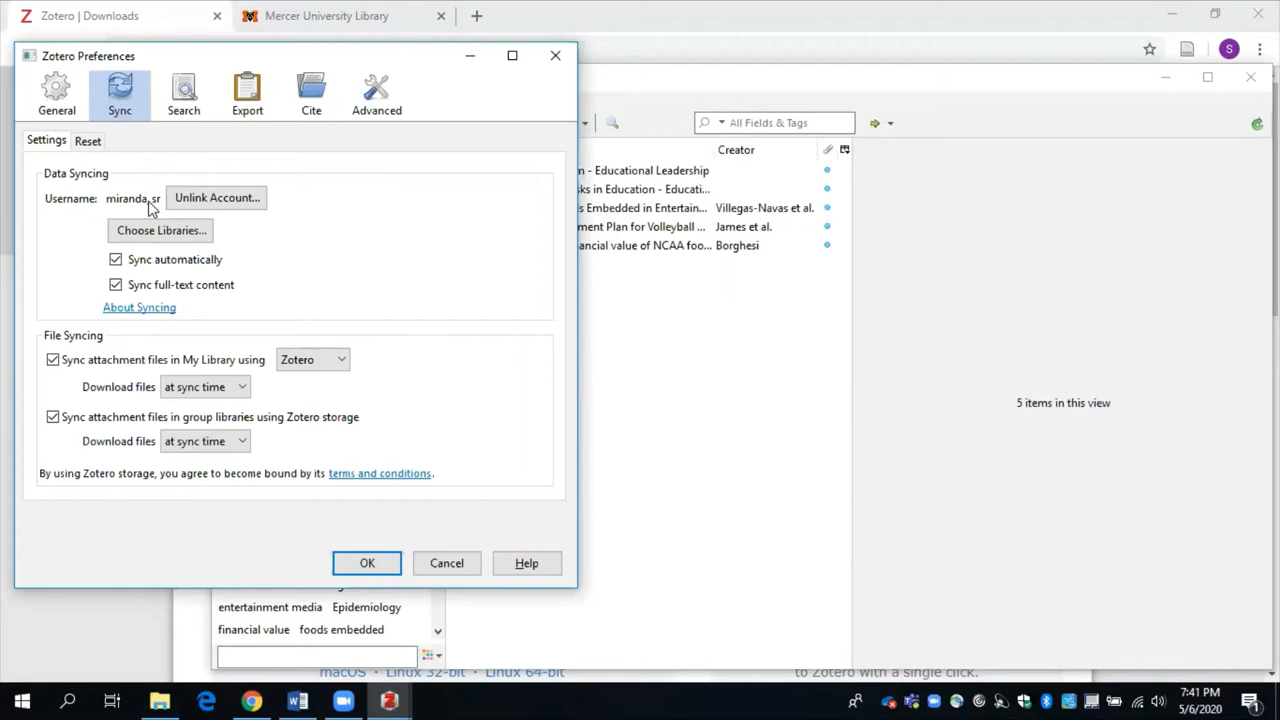 Zotero | Downloads
Mercer University Library
S
Zotero Preferences
General
Sync
Search
Export
Cite
Advanced
All Fields & Tags
Settings
Reset
Creator
Data Syncing
m - Educational Leadership
sks in Education - Educati...
Username: miranda_sr
Unlink Account...
s Embedded in Entertain...
Villegas-Navas et al.
Choose Libraries...
ment Plan for Volleyball ...
James et al.
ancial value of NCAA foo...
Borghesi
Sync automatically
Sync full-text content
About Syncing
File Syncing
Sync attachment files in My Library using
Zotero
Download files
at sync time
Sync attachment files in group libraries using Zotero storage
Download files
at sync time
5 items in this view
By using Zotero storage, you agree to become bound by its terms and conditions.
OK
Cancel
Help
entertainment media
Epidemiology
financial value
foods embedded
macOS · Linux 32-bit · Linux 64-bit
to Zotero with a single click.
7:41 PM
5/6/2020
1